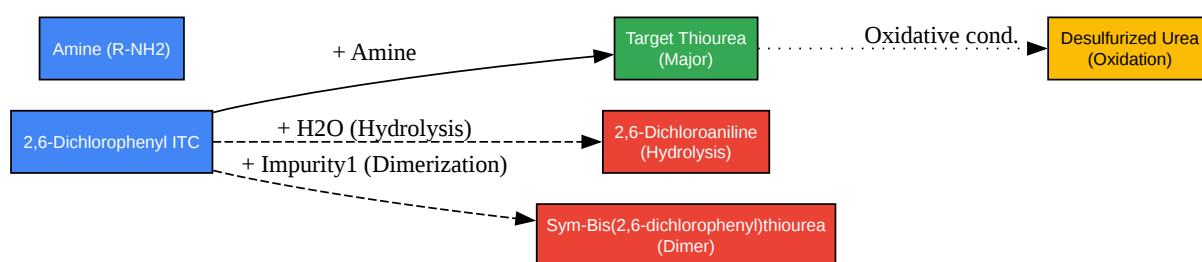 Amine (R-NH2)
+ Amine
Target Thiourea
(Major)
Oxidative cond.
Desulfurized Urea
(Oxidation)
2,6-Dichlorophenyl ITC
+ H2O (Hydrolysis)
2,6-Dichloroaniline
(Hydrolysis)
+ Impurity1 (Dimerization)
Sym-Bis(2,6-dichlorophenyl)thiourea
(Dimer)